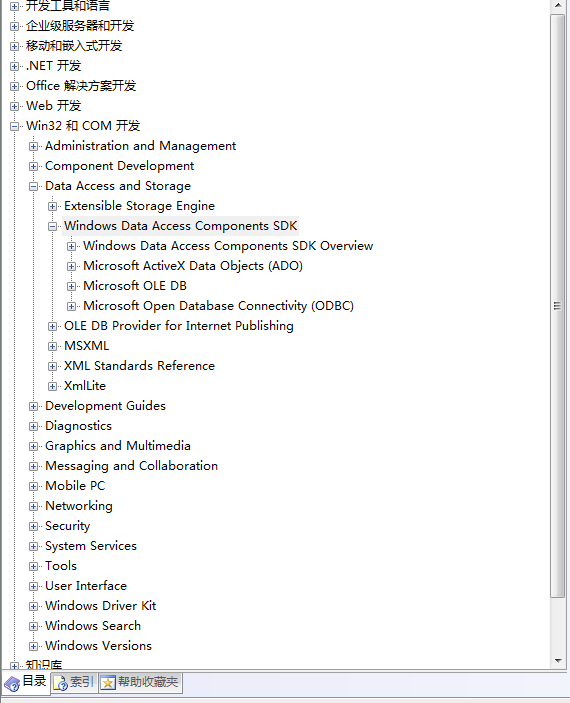 开发工具和语言
企业级服务器和开发
移动和嵌入式开发
.NET 开发
Office 解决方案开发
Web 开发
Win32 和 COM 开发
Administration and Management
Component Development
Data Access and Storage
Extensible Storage Engine
Windows Data Access Components SDK
Windows Data Access Components SDK Overview
Microsoft ActiveX Data Objects (ADO)
Microsoft OLE DB
Microsoft Open Database Connectivity (ODBC)
OLE DB Provider for Internet Publishing
MSXML
XML Standards Reference
XmlLite
Development Guides
Diagnostics
Graphics and Multimedia
Messaging and Collaboration
Mobile PC
Networking
Security
System Services
Tools
User Interface
Windows Driver Kit
Windows Search
Windows Versions
知识库
目录 索引 帮助收藏夹